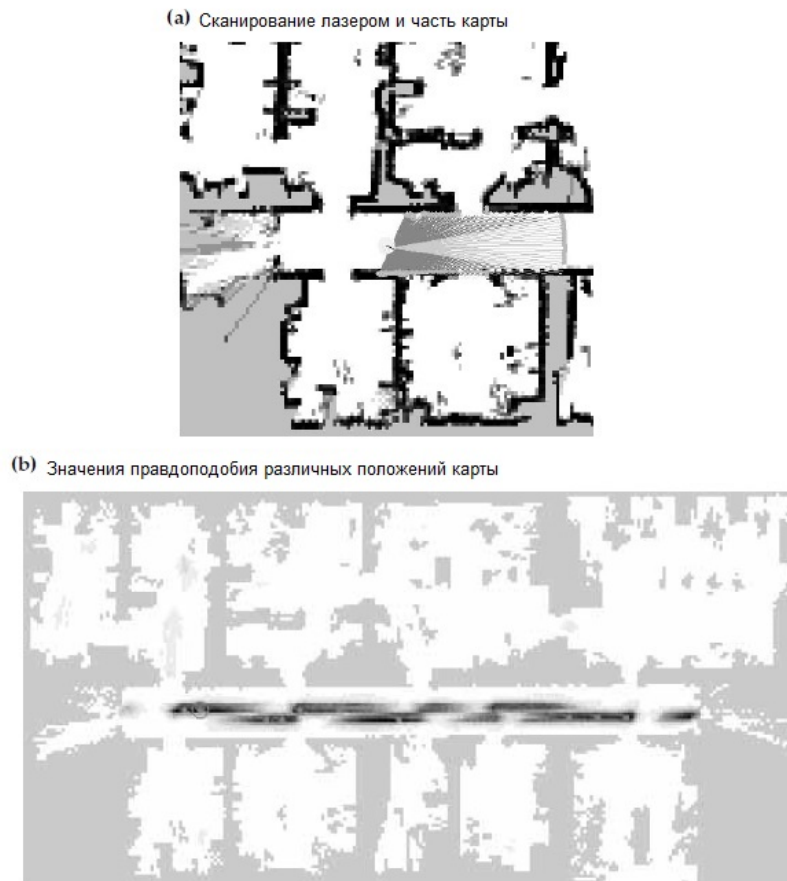 (a) Сканирование лазером и часть карты
(b) Значения правдоподобия различных положений карты